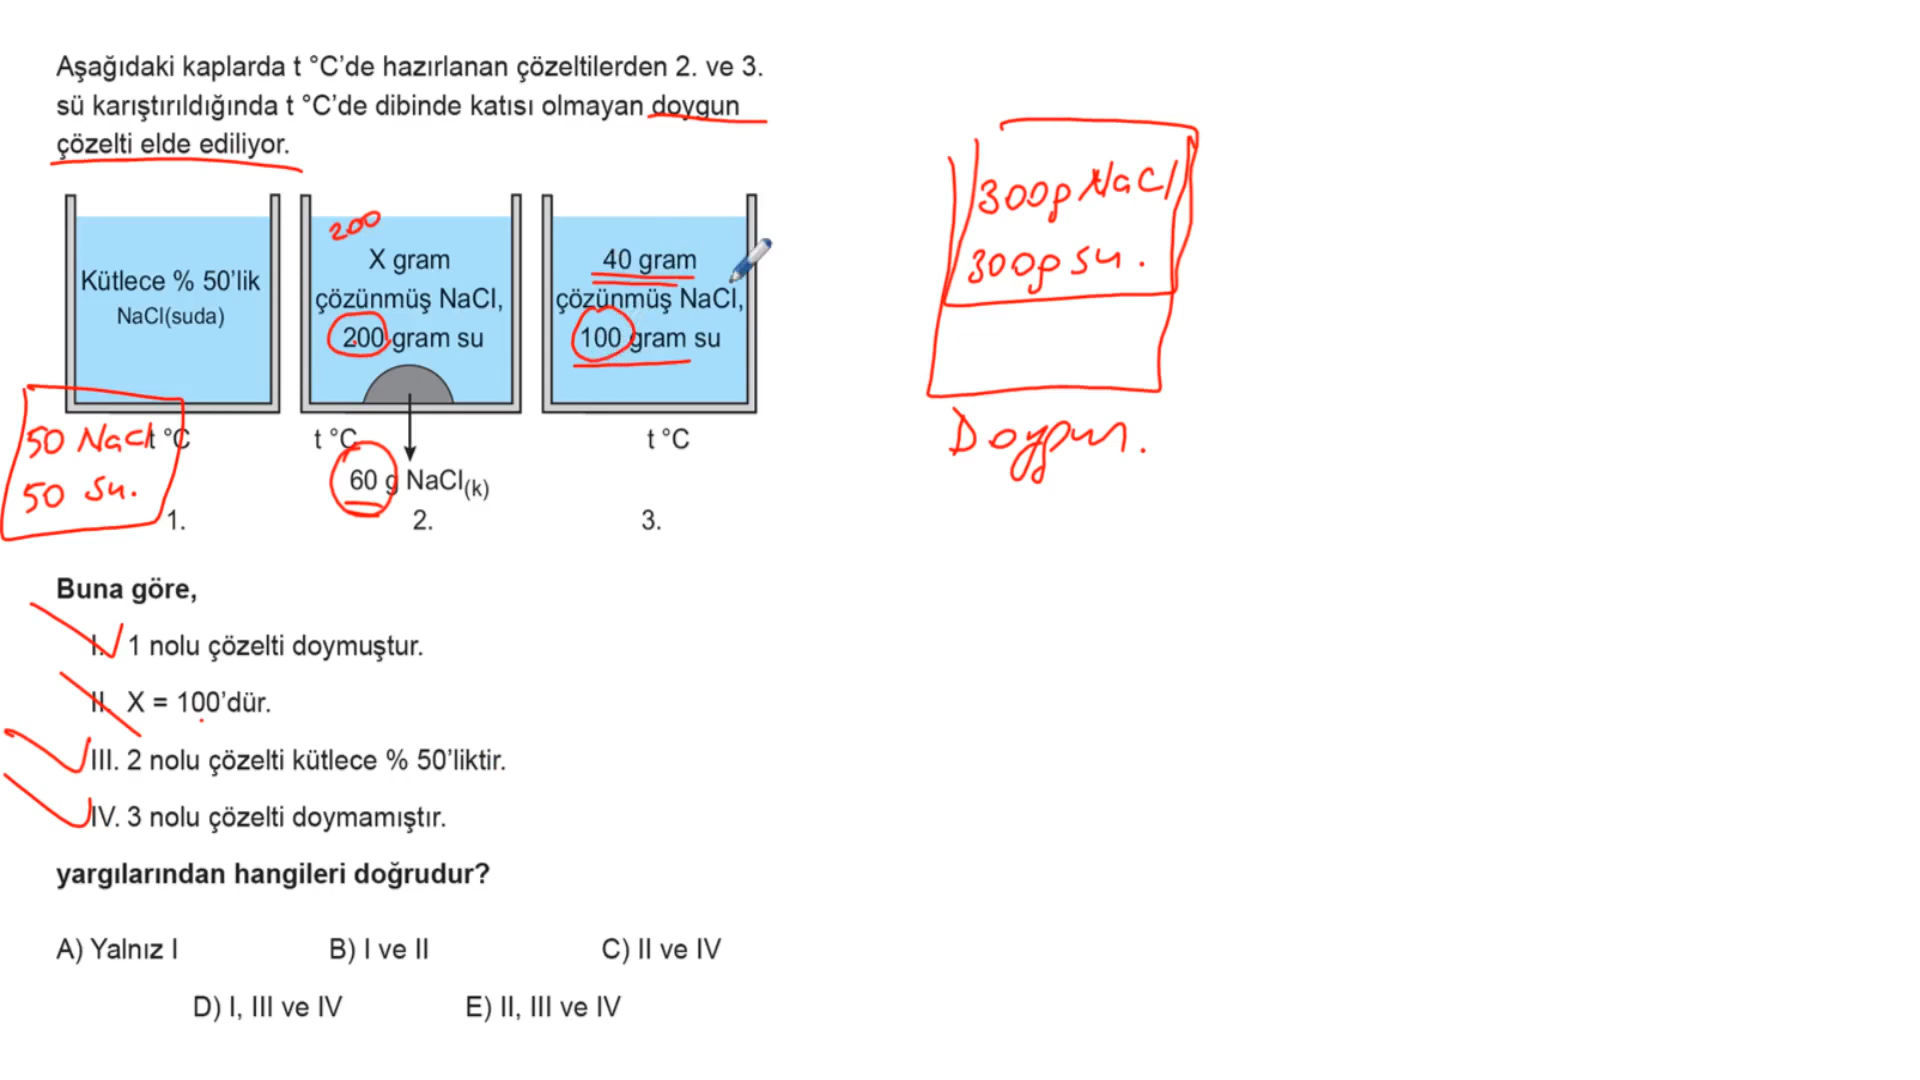 Aşağıdaki kaplarda t °C’de hazırlanan çözeltilerden 2. ve 3.
sü karıştırıldığında t °C’de dibinde katısı olmayan doygun
çözelti elde ediliyor.
Kütlece % 50’lik
NaCl(suda)
t °C
50 NaCl
50 su.
1.
200
X gram
çözünmüş NaCl,
200 gram su
t °C
60 g NaCl(k)
2.
40 gram
çözünmüş NaCl,
100 gram su
t °C
3.
300g NaCl
300g su.
Doygun.
Buna göre,
I. 1 nolu çözelti doymuştur.
II. X = 100’dür.
III. 2 nolu çözelti kütlece % 50’liktir.
IV. 3 nolu çözelti doymamıştır.
yargılarından hangileri doğrudur?
A) Yalnız I B) I ve II C) II ve IV
D) I, III ve IV E) II, III ve IV